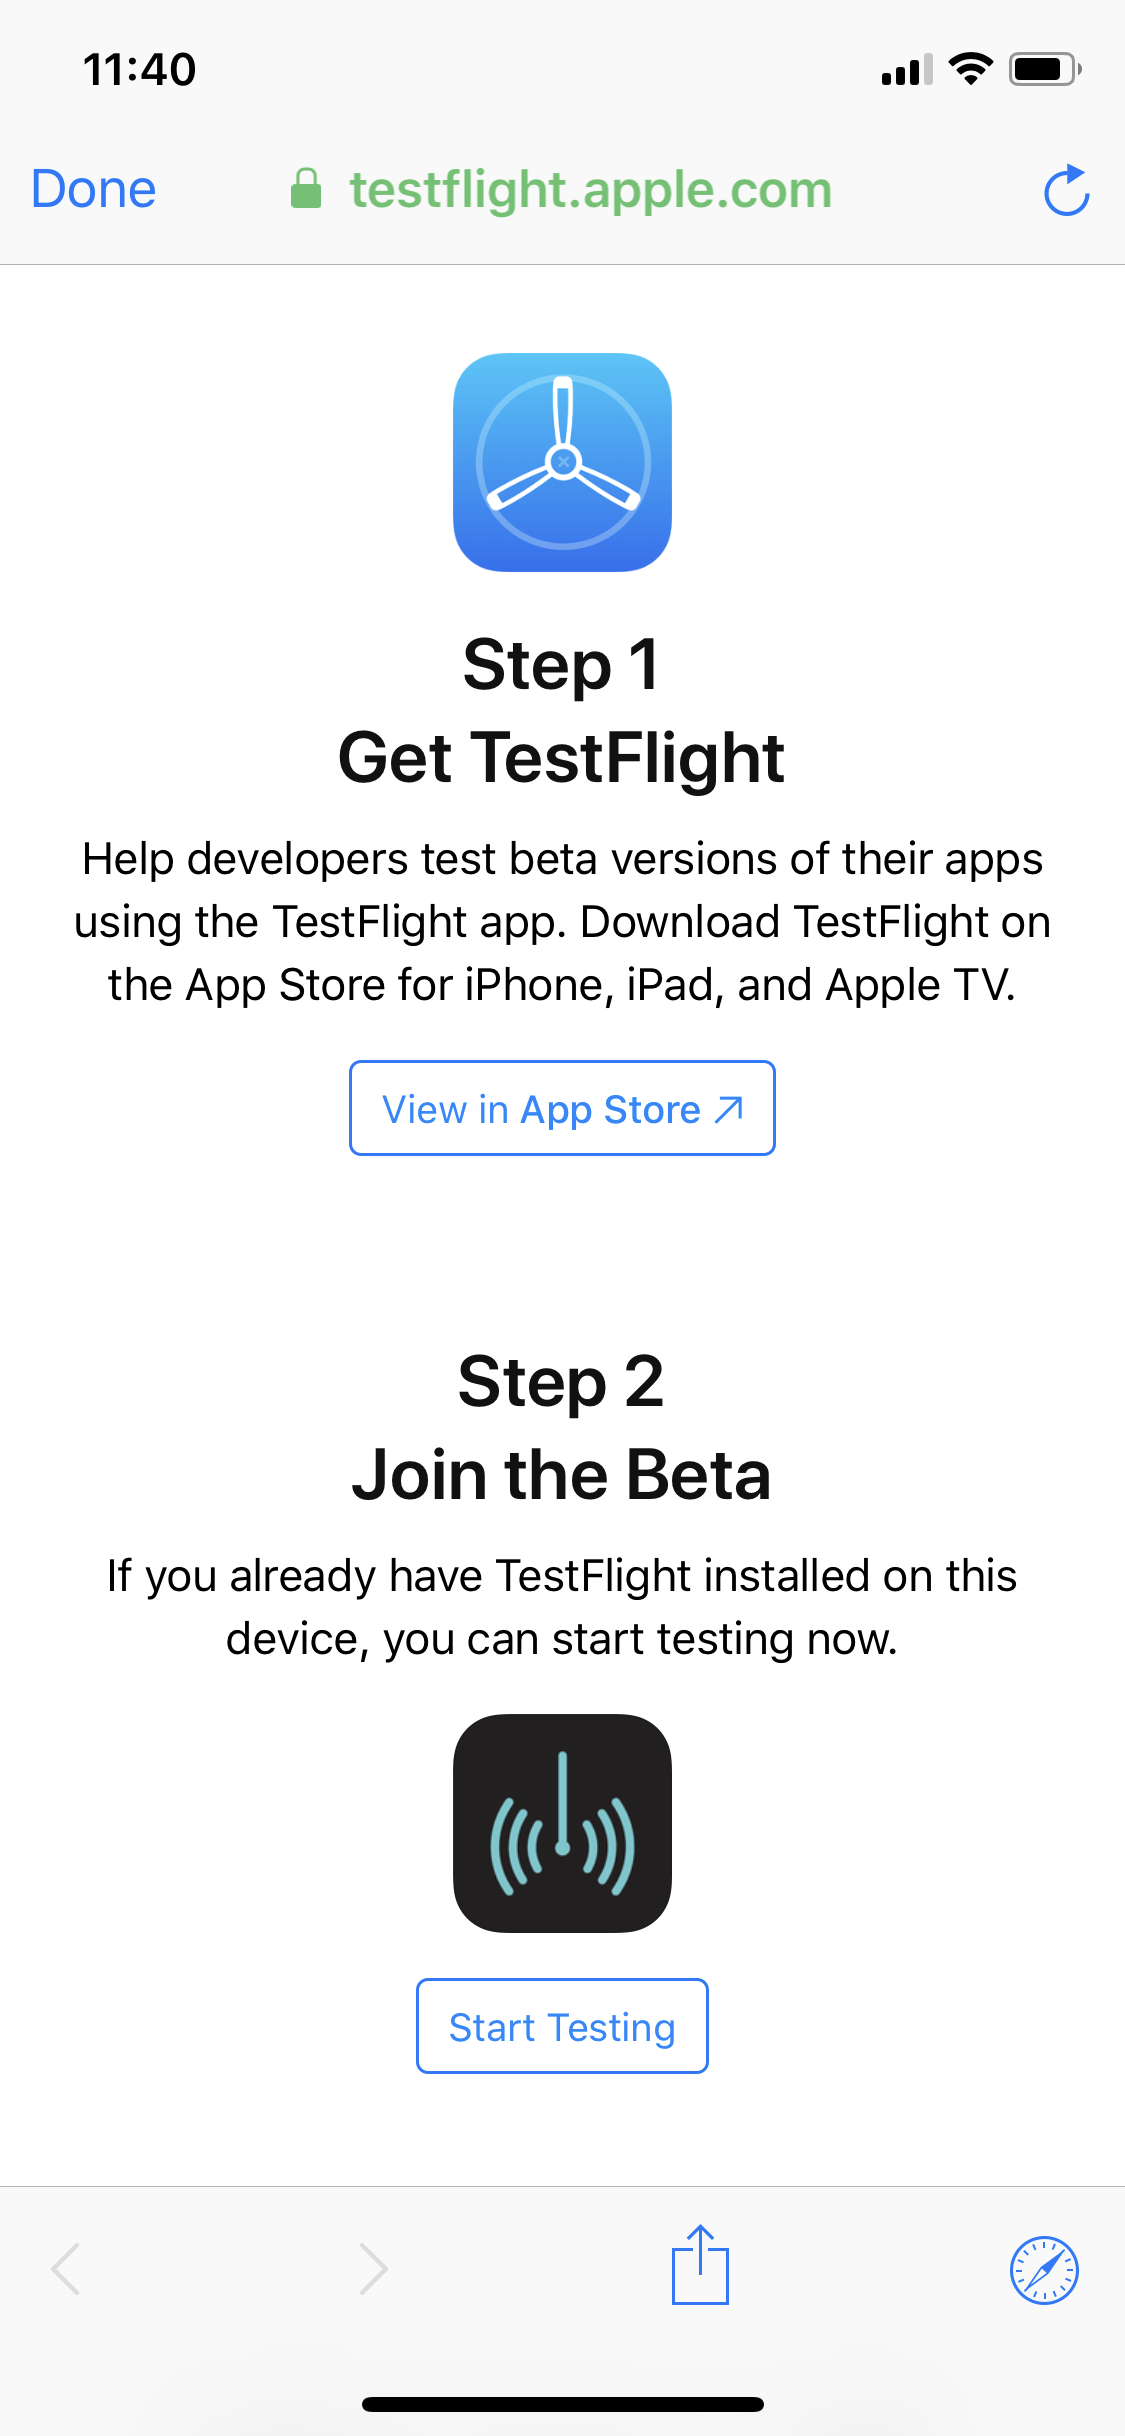 11:40
Done testflight.apple.com
Step 1
Get TestFlight
Help developers test beta versions of their apps
using the TestFlight app. Download TestFlight on
the App Store for iPhone, iPad, and Apple TV.
View in App Store
Step 2
Join the Beta
If you already have TestFlight installed on this
device, you can start testing now.
Start Testing